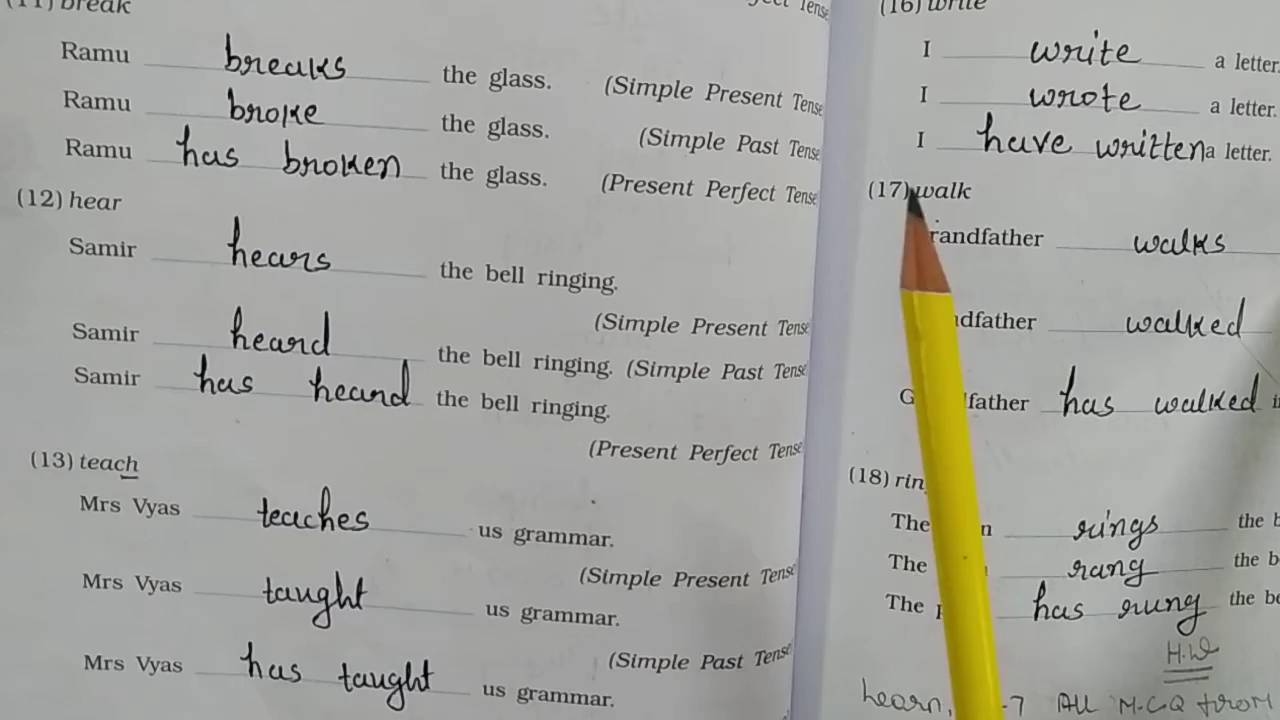 (11) break
Ramu breaks the glass. (Simple Present Tense
Ramu broke the glass. (Simple Past Tense
Ramu has broken the glass. (Present Perfect Tense
(12) hear
Samir hears the bell ringing.
(Simple Present Tense
Samir heard the bell ringing. (Simple Past Tense
Samir has heard the bell ringing.
(Present Perfect Tense
(13) teach
Mrs Vyas teaches us grammar.
(Simple Present Tense
Mrs Vyas taught us grammar.
(Simple Past Tense
Mrs Vyas has taught us grammar.
(16) write
I write a letter.
I wrote a letter.
I have written a letter.
(17) walk
randfather walks
dfather walked
father has walked
(18) rin
The rings the
The rang the
The has rung the
H.W
All M.C.Q from